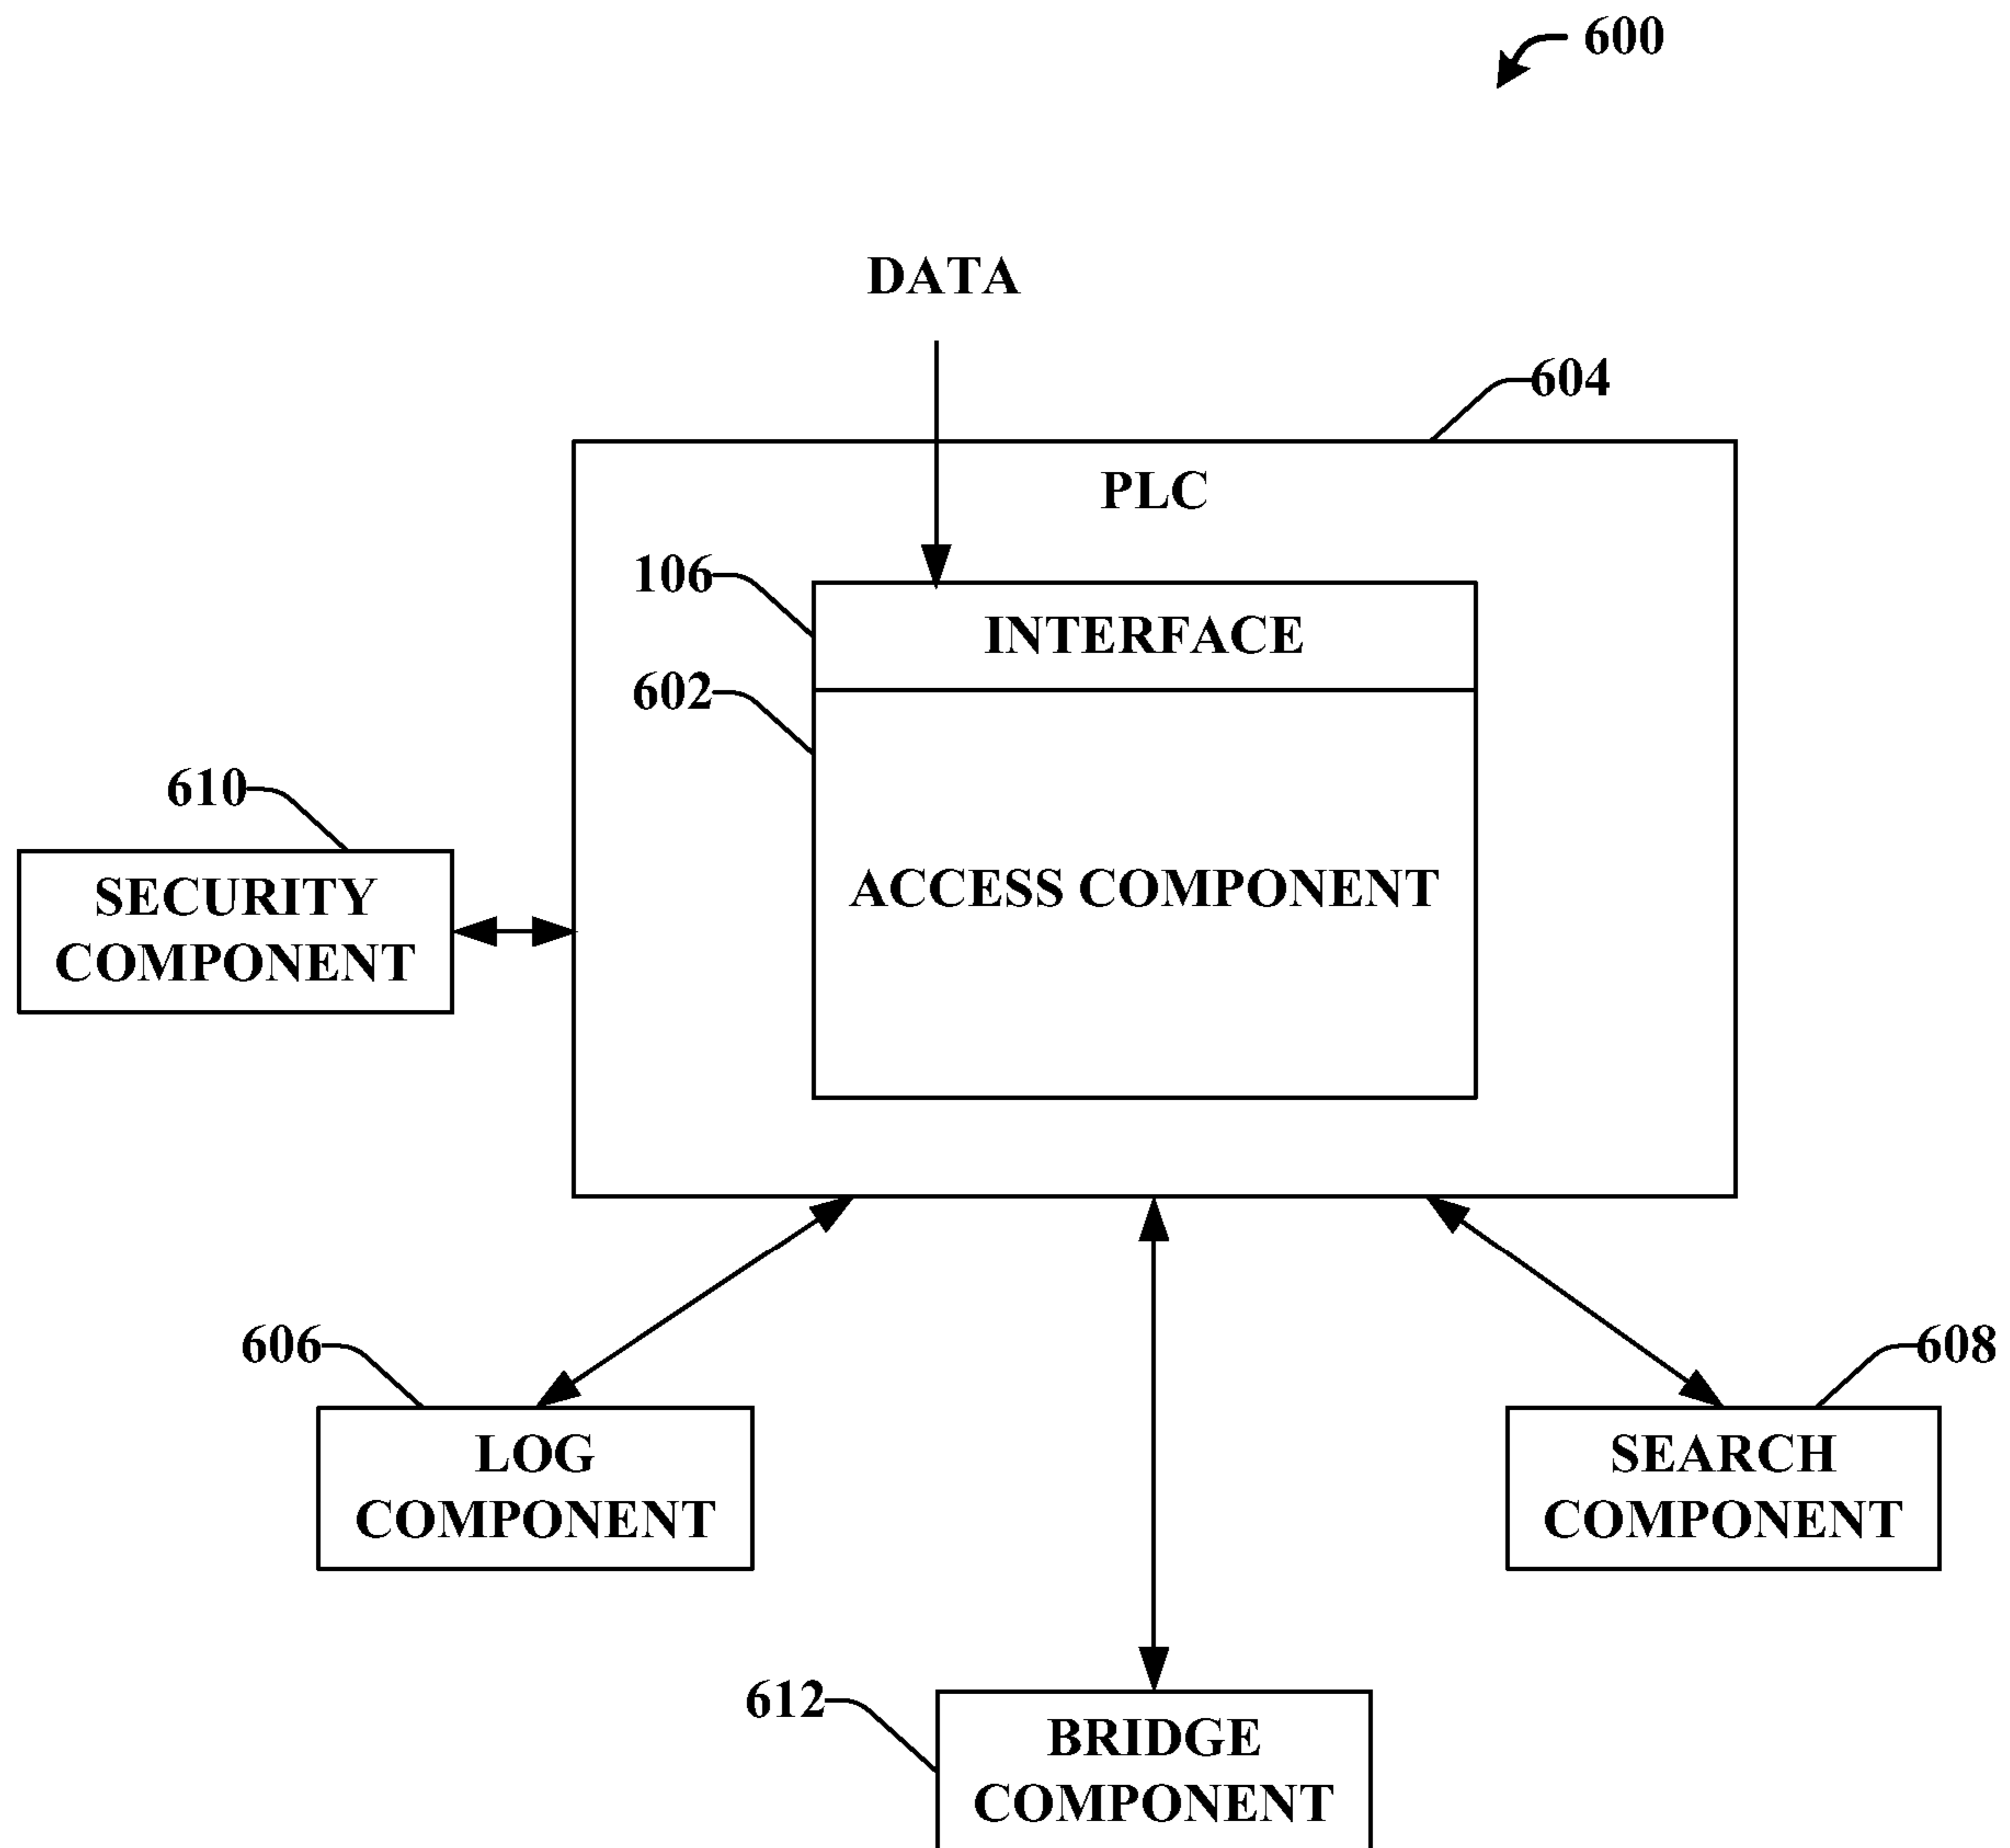 600
DATA
604
PLC
106
INTERFACE
602
ACCESS COMPONENT
610
SECURITY
COMPONENT
606
LOG
COMPONENT
608
SEARCH
COMPONENT
612
BRIDGE
COMPONENT